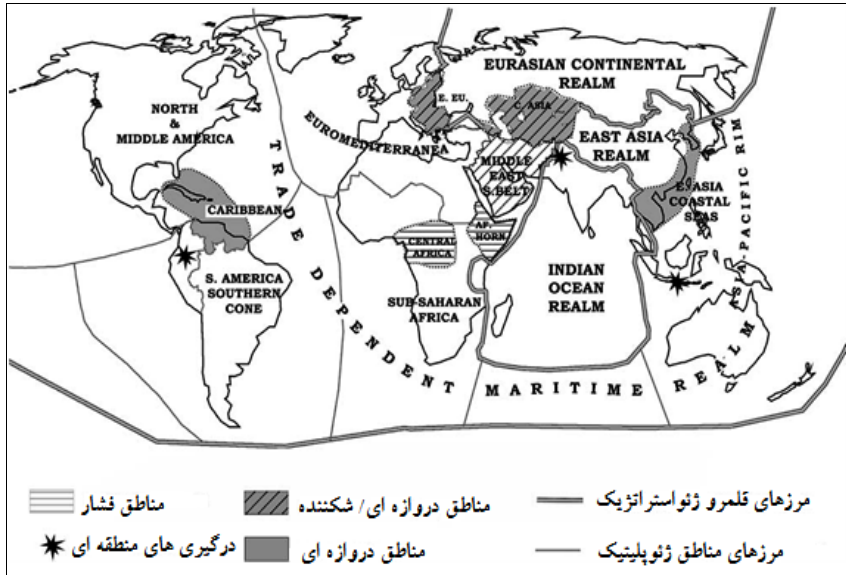 EURASIAN CONTINENTAL
REALM
NORTH
&
MIDDLE AMERICA
E. EU.
C. ASIA
EUROMEDITERRANEA
EAST ASIA
REALM
MIDDLE
EAST
S.BELT
TRADE DEPENDENT MARITIME REALM
ASIA-PACIFIC RIM
CARIBBEAN
E. ASIA
COASTAL
SEAS
AF.
HORN
CENTRAL
AFRICA
S. AMERICA
SOUTHERN
CONE
INDIAN
OCEAN
REALM
SUB-SAHARAN
AFRICA
مرزهای قلمرو ژئواستراتژیک
مناطق دروازه ای/ شکننده
مناطق فشار
مرزهای مناطق ژئوپلیتیک
مناطق دروازه ای
درگیری های منطقه ای